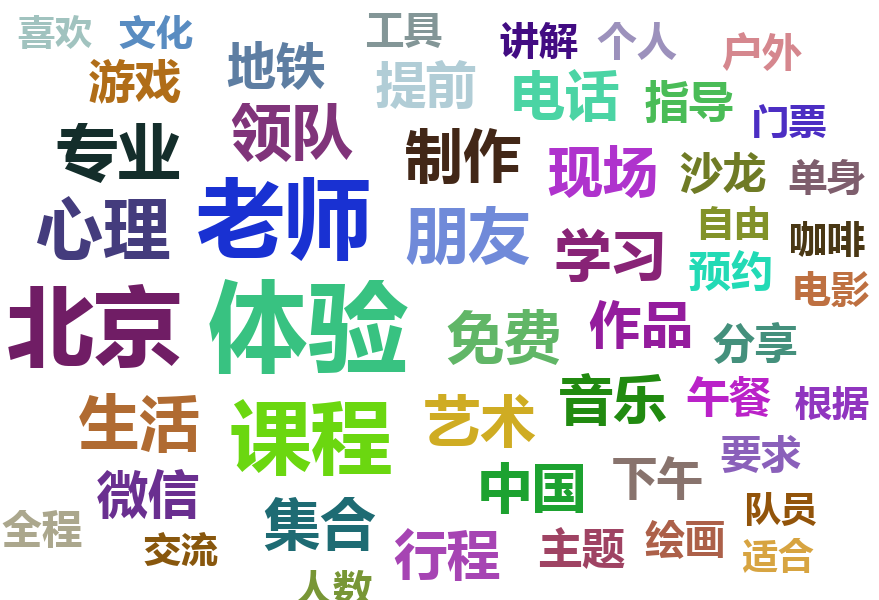 喜欢
文化
工具
讲解
个人
户外
游戏
地铁
提前
电话
指导
门票
专业
领队
制作
现场
沙龙
单身
心理
老师
朋友
学习
自由
咖啡
预约
电影
北京
体验
免费
作品
分享
生活
课程
艺术
音乐
午餐
根据
要求
微信
集合
中国
下午
队员
全程
交流
行程
主题
绘画
适合
人数